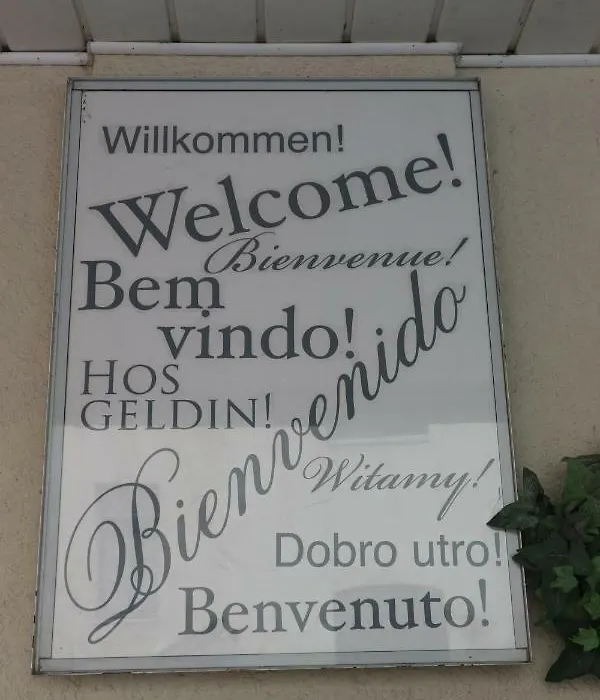 Willkommen!
Welcome!
Bienvenue!
Bem
vindo!
HOS
GELDIN!
Bienvenido
Witamy!
Dobro utro!
Benvenuto!